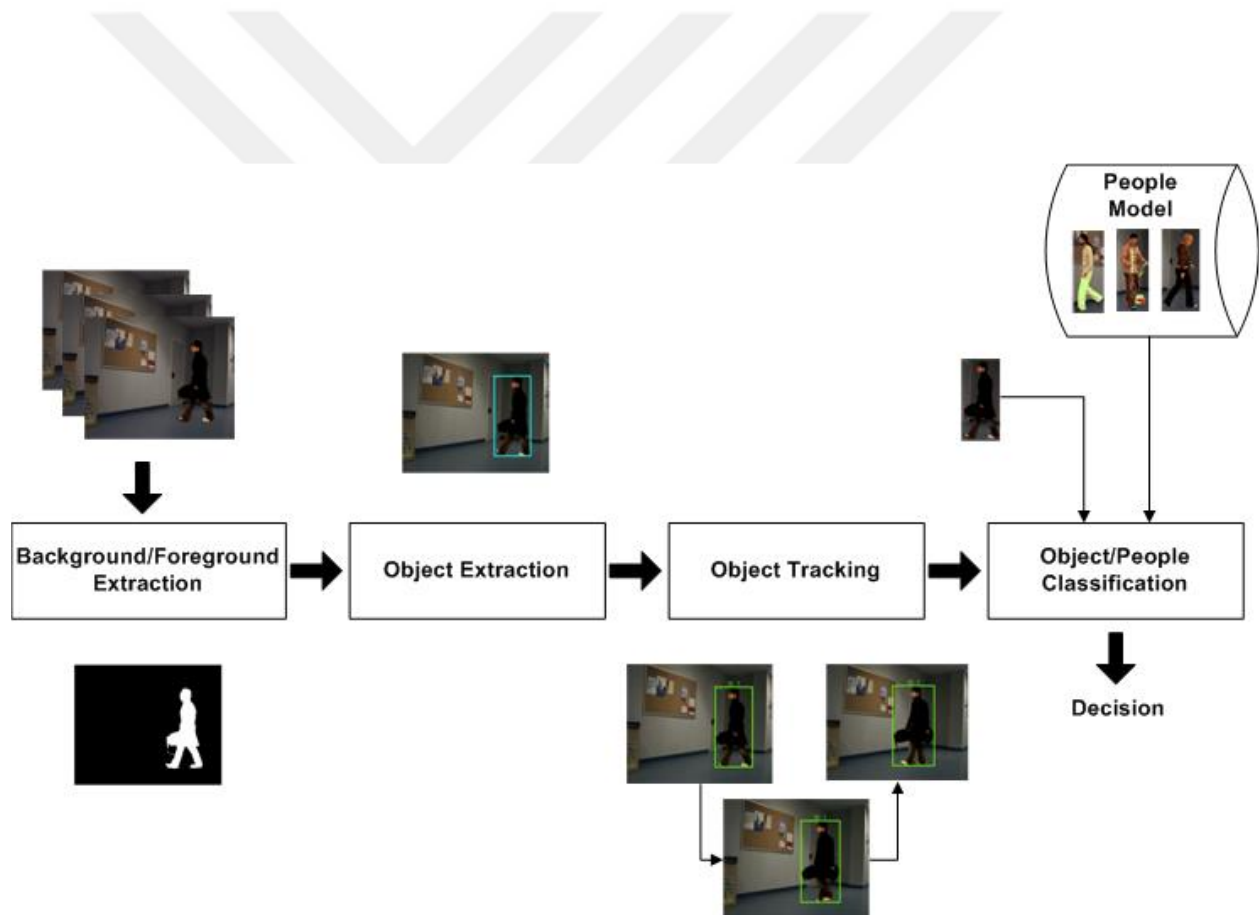 People
Model
Background/Foreground
Extraction
Object Extraction
Object Tracking
Object/People
Classification
Decision